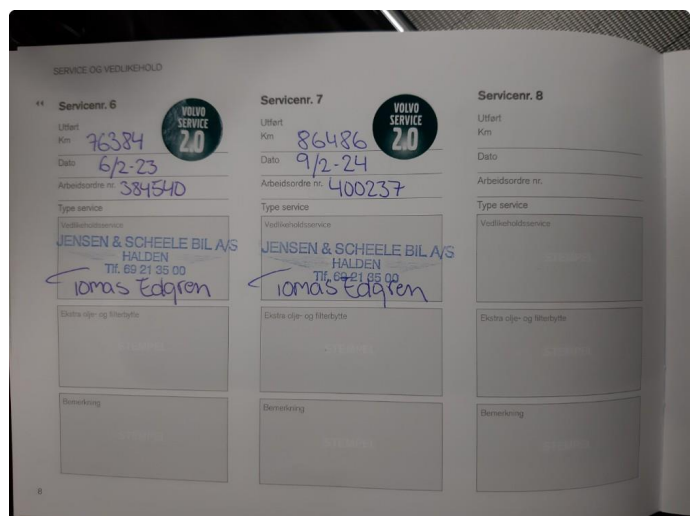 SERVICE OG VEDLIKEHOLD
Servicenr. 6
VOLVO
SERVICE
2.0
Utført
Km 76384
Dato 6/2-23
Arbeidsordre nr. 384540
Type service
Vedlikeholdsservice
JENSEN & SCHEELE BIL A/S
HALDEN
Tlf. 69 21 35 00
Tomas Edgren
Ekstra olje- og filterbytte
Bemerkning
Servicenr. 7
VOLVO
SERVICE
2.0
Utført
Km 86486
Dato 9/2-24
Arbeidsordre nr. 400237
Type service
Vedlikeholdsservice
JENSEN & SCHEELE BIL A/S
HALDEN
Tlf. 69 21 35 00
Tomas Edgren
Ekstra olje- og filterbytte
STEMPEL
Bemerkning
STEMPEL
Servicenr. 8
Utført
Km
Dato
Arbeidsordre nr.
Type service
Vedlikeholdsservice
Ekstra olje- og filterbytte
STEMPEL
Bemerkning
STEMPEL
8